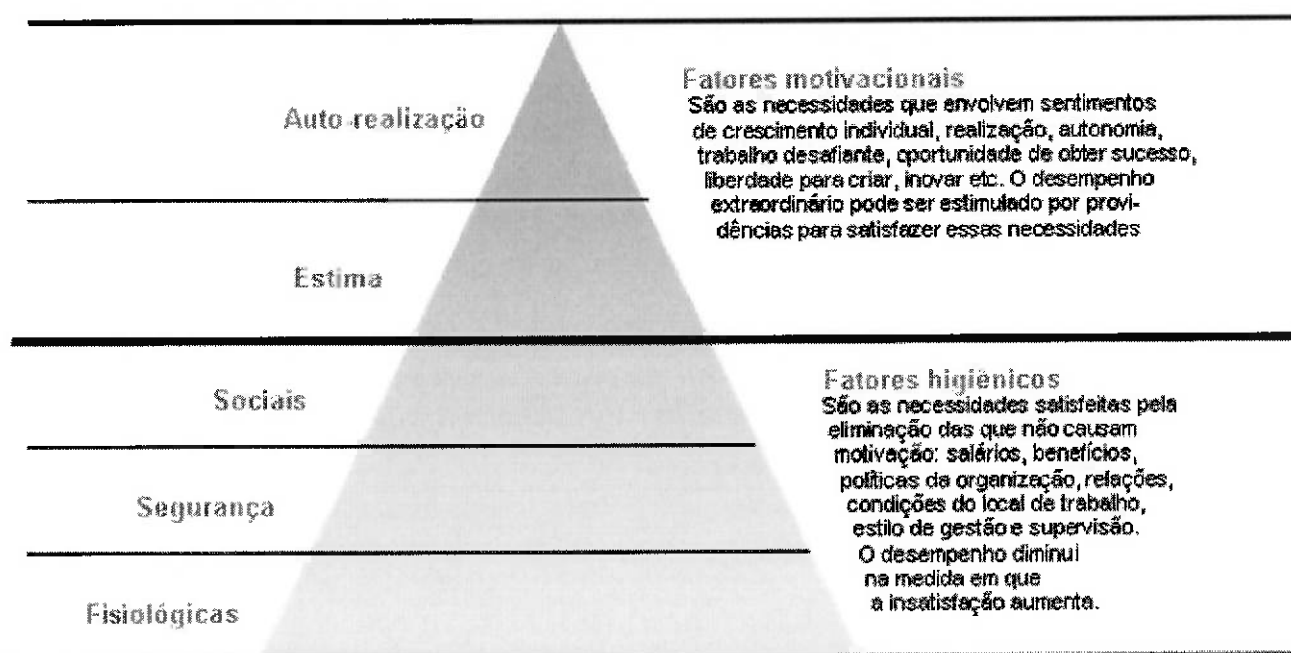 Auto-realização
Estima
Fatores motivacionais
São as necessidades que envolvem sentimentos
de crescimento individual, realização, autonomia,
trabalho desafiante, oportunidade de obter sucesso,
liberdade para criar, inovar etc. O desempenho
extraordinário pode ser estimulado por provi-
dências para satisfazer essas necessidades
Sociais
Segurança
Fisiológicas
Fatores higiênicos
São as necessidades satisfeitas pela
eliminação das que não causam
motivação: salários, benefícios,
políticas da organização, relações,
condições do local de trabalho,
estilo de gestão e supervisão.
O desempenho diminui
na medida em que
a insatisfação aumenta.